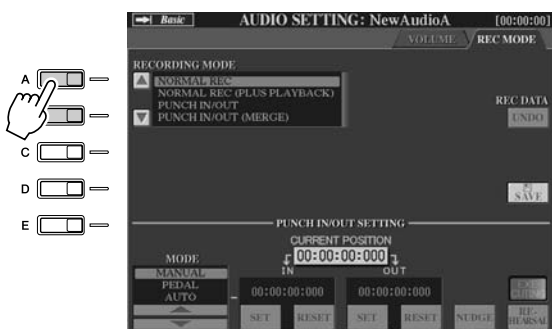 Basic AUDIO SETTING: NewAudioA [00:00:00]
VOLUME REC MODE
RECORDING MODE
A
NORMAL REC
NORMAL REC (PLUS PLAYBACK)
PUNCH IN/OUT
PUNCH IN/OUT (MERGE)
REC DATA
UNDO
C
D
SAVE
E
PUNCH IN/OUT SETTING
CURRENT POSITION
00:00:00:000
IN OUT
MODE
MANUAL
PEDAL
AUTO
00:00:00:000 00:00:00:000
SET RESET SET RESET NUDGE RE-
HEARSAL